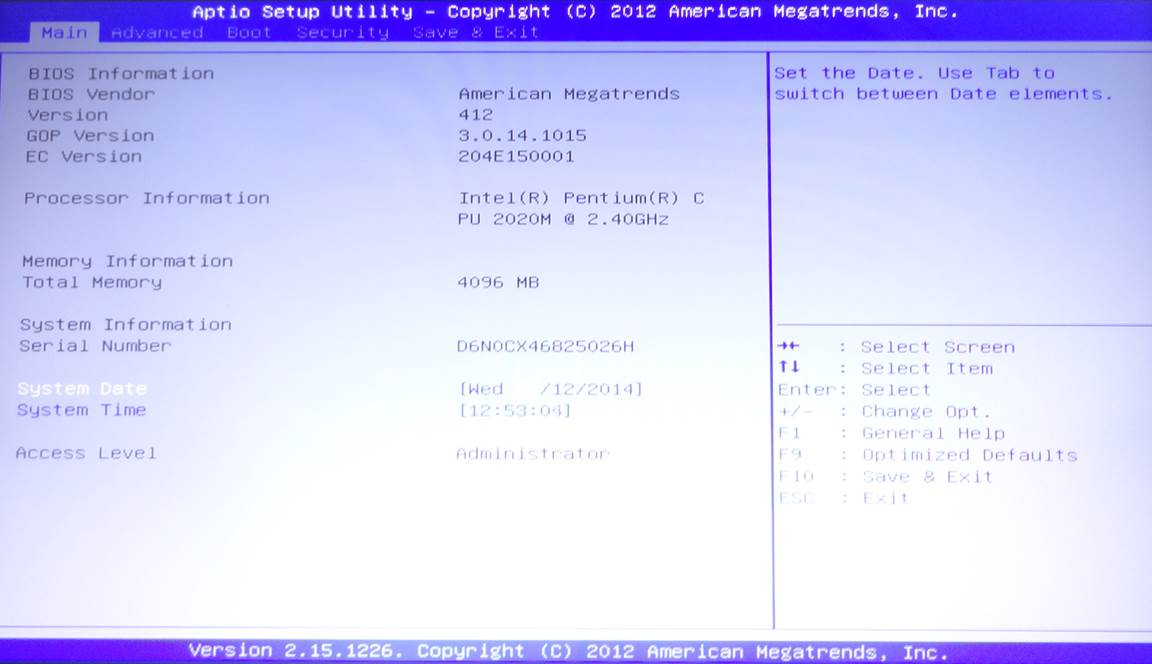 Aptio Setup Utility – Copyright (C) 2012 American Megatrends, Inc.
Main Advanced Boot Security Save & Exit
BIOS Information
BIOS Vendor American Megatrends
Version 412
GOP Version 3.0.14.1015
EC Version 204E150001
Processor Information Intel(R) Pentium(R) C
PU 2020M @ 2.40GHz
Memory Information
Total Memory 4096 MB
System Information
Serial Number D6N0CX46825026H
System Date [Wed /12/2014]
System Time [12:53:04]
Access Level Administrator
Set the Date. Use Tab to
switch between Date elements.
→← : Select Screen
↑↓ : Select Item
Enter: Select
+/- : Change Opt.
F1 : General Help
F9 : Optimized Defaults
F10 : Save & Exit
ESC : Exit
Version 2.15.1226. Copyright (C) 2012 American Megatrends, Inc.